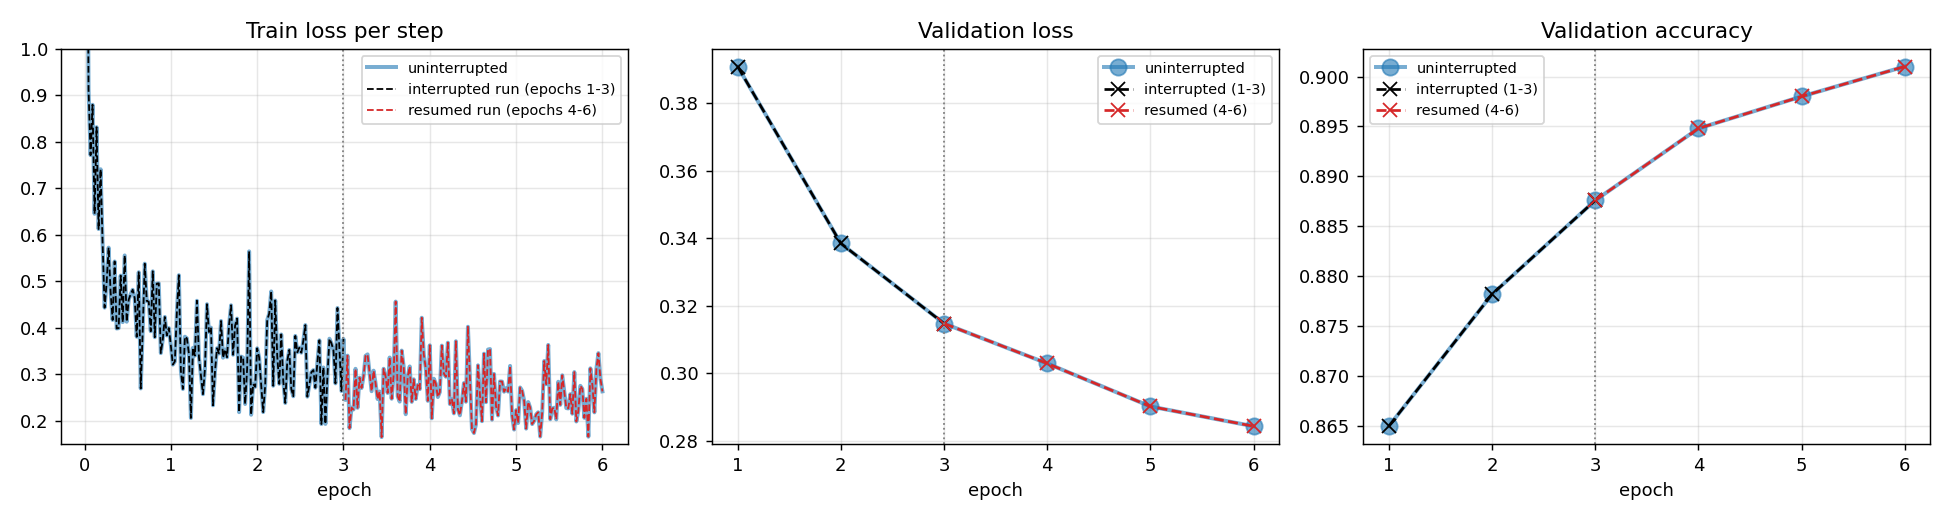 Train loss per step
1.0
0.9
0.8
0.7
0.6
0.5
0.4
0.3
0.2
0 1 2 3 4 5 6
epoch
uninterrupted
interrupted run (epochs 1-3)
resumed run (epochs 4-6)
Validation loss
0.38
0.36
0.34
0.32
0.30
0.28
1 2 3 4 5 6
epoch
uninterrupted
interrupted (1-3)
resumed (4-6)
Validation accuracy
0.900
0.895
0.890
0.885
0.880
0.875
0.870
0.865
1 2 3 4 5 6
epoch
uninterrupted
interrupted (1-3)
resumed (4-6)